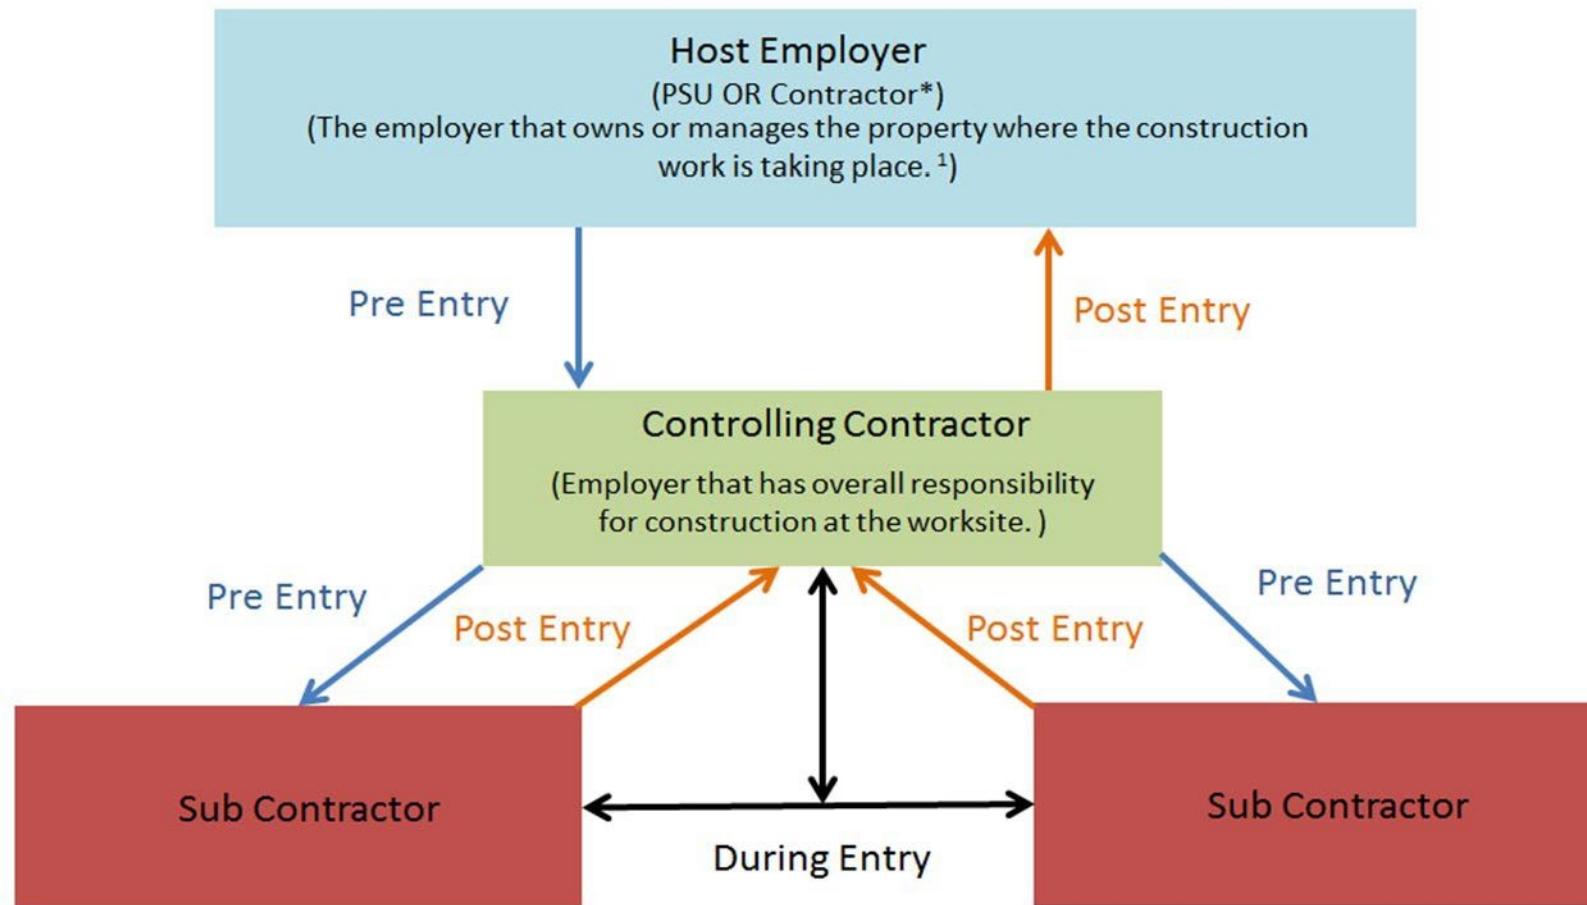 Host Employer
(PSU OR Contractor*)
(The employer that owns or manages the property where the construction
work is taking place. ¹)
Pre Entry
Post Entry
Controlling Contractor
(Employer that has overall responsibility
for construction at the worksite. )
Pre Entry
Post Entry
Post Entry
Pre Entry
Sub Contractor
Sub Contractor
During Entry